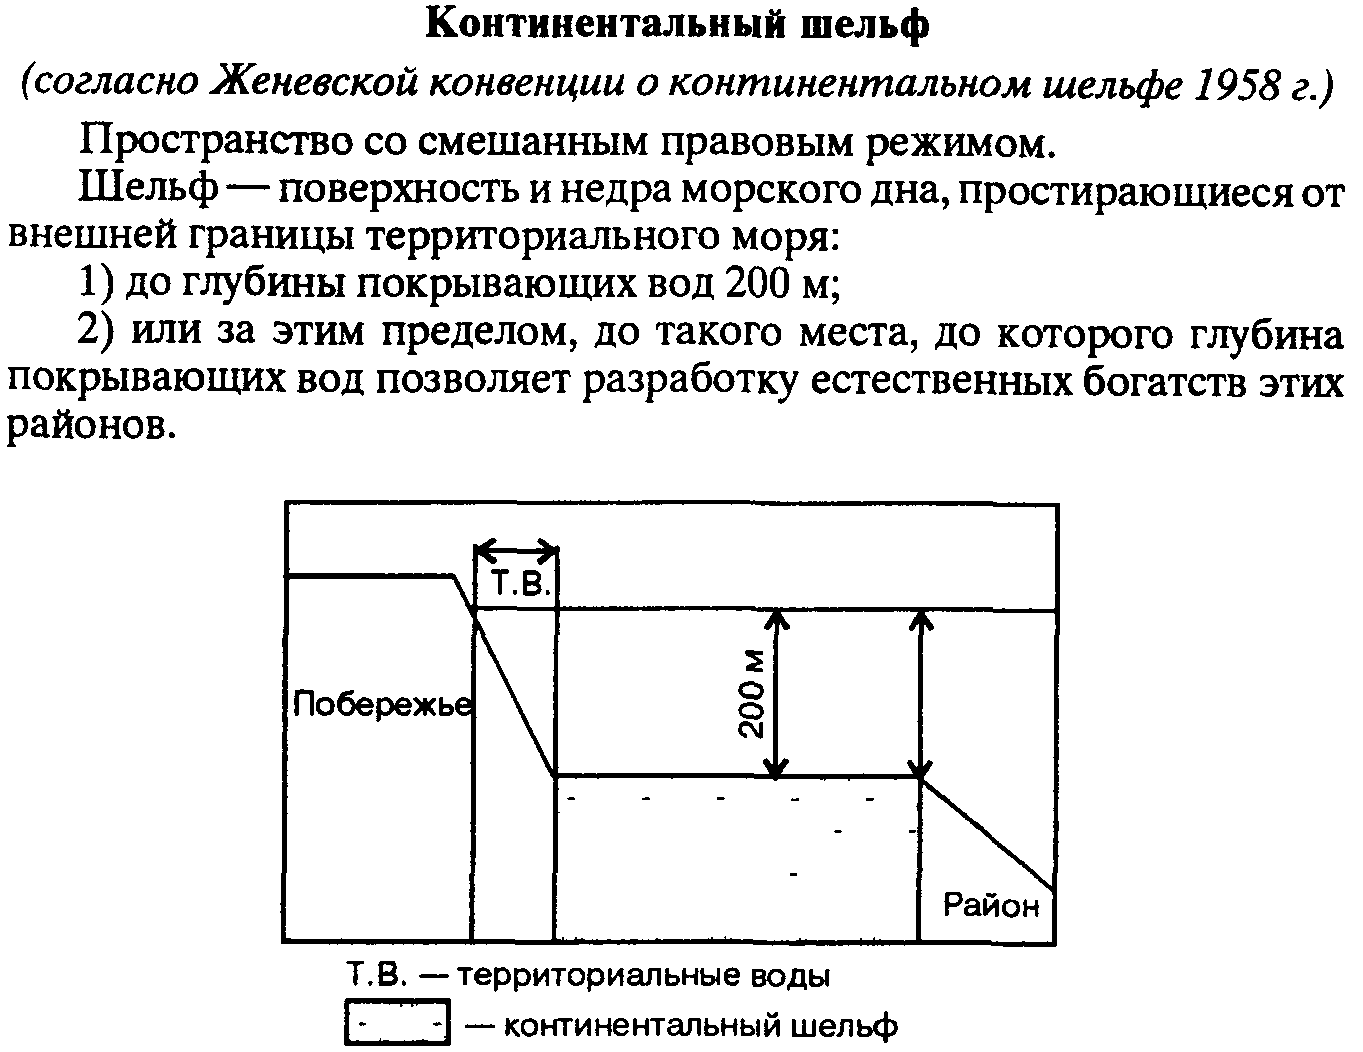 Континентальный шельф
(согласно Женевской конвенции о континентальном шельфе 1958 г.)
Пространство со смешанным правовым режимом.
Шельф — поверхность и недра морского дна, простирающиеся от
внешней границы территориального моря:
1) до глубины покрывающих вод 200 м;
2) или за этим пределом, до такого места, до которого глубина
покрывающих вод позволяет разработку естественных богатств этих
районов.
Т.В.
200 м
Побережье
Район
Т.В. — территориальные воды
— континентальный шельф